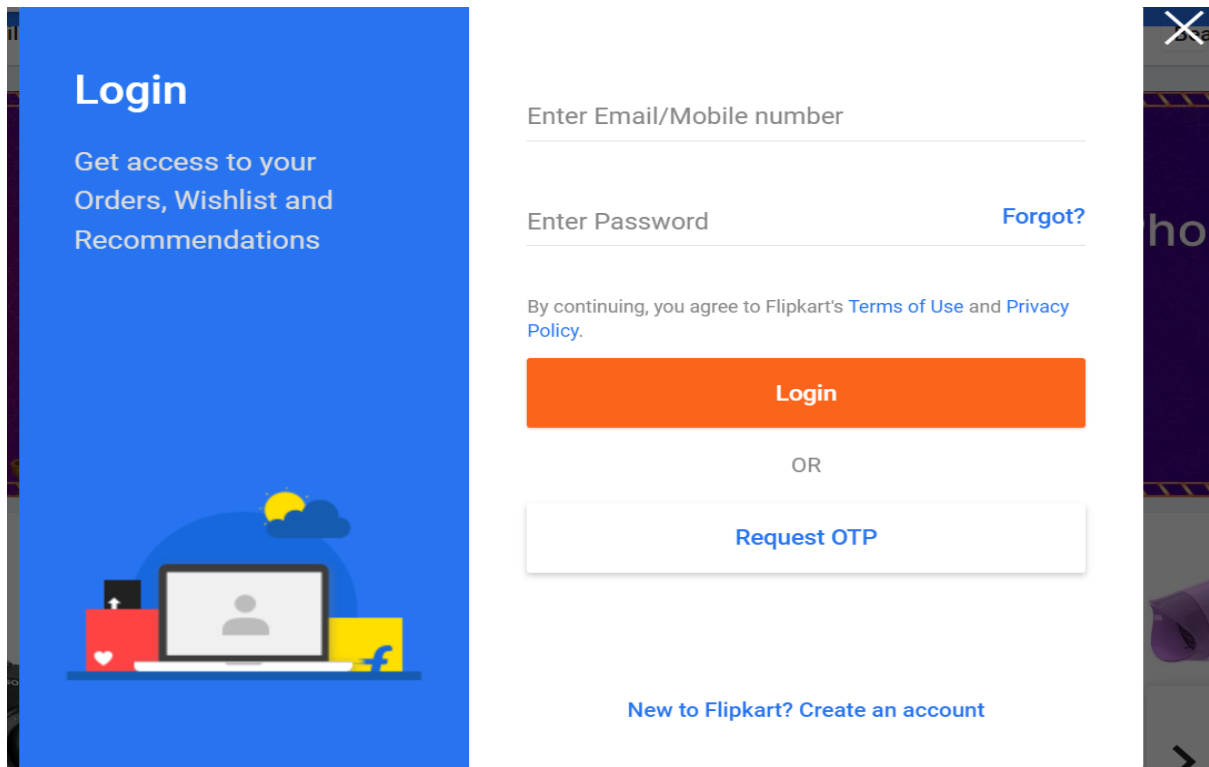 Login
Get access to your
Orders, Wishlist and
Recommendations
Enter Email/Mobile number
Enter Password
Forgot?
By continuing, you agree to Flipkart's Terms of Use and Privacy
Policy.
Login
OR
Request OTP
New to Flipkart? Create an account